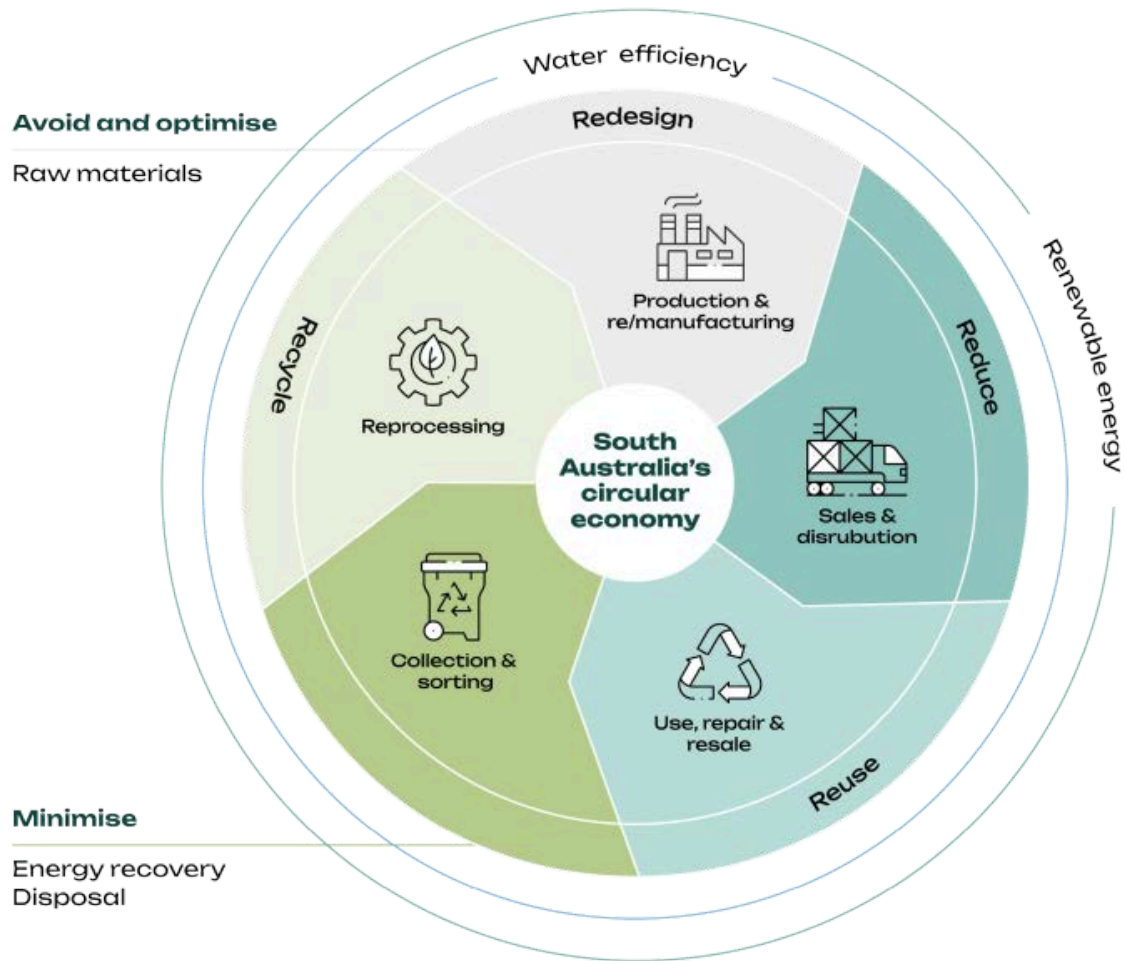 Water efficiency
Avoid and optimise
Raw materials
Redesign
Production &
re/manufacturing
Renewable energy
Reduce
Sales &
disrubution
Recycle
Reprocessing
South
Australia's
circular
economy
Collection &
sorting
Use, repair &
resale
Reuse
Minimise
Energy recovery
Disposal